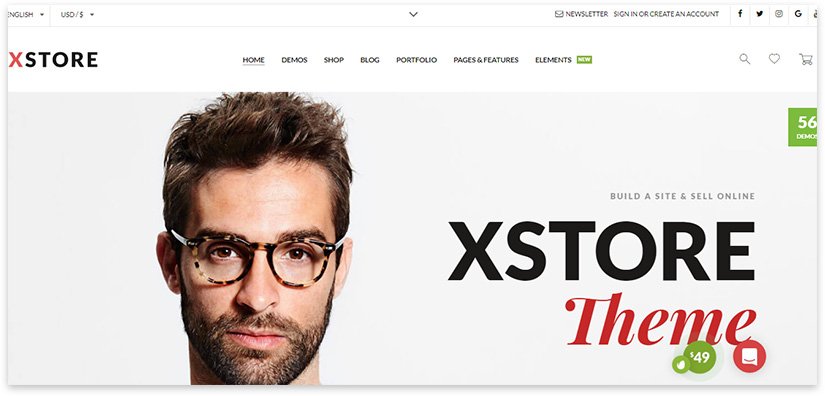 ENGLISH USD / $ NEWSLETTER SIGN IN OR CREATE AN ACCOUNT
XSTORE HOME DEMOS SHOP BLOG PORTFOLIO PAGES & FEATURES ELEMENTS NEW
56
DEMOS
BUILD A SITE & SELL ONLINE
XSTORE
Theme
$49